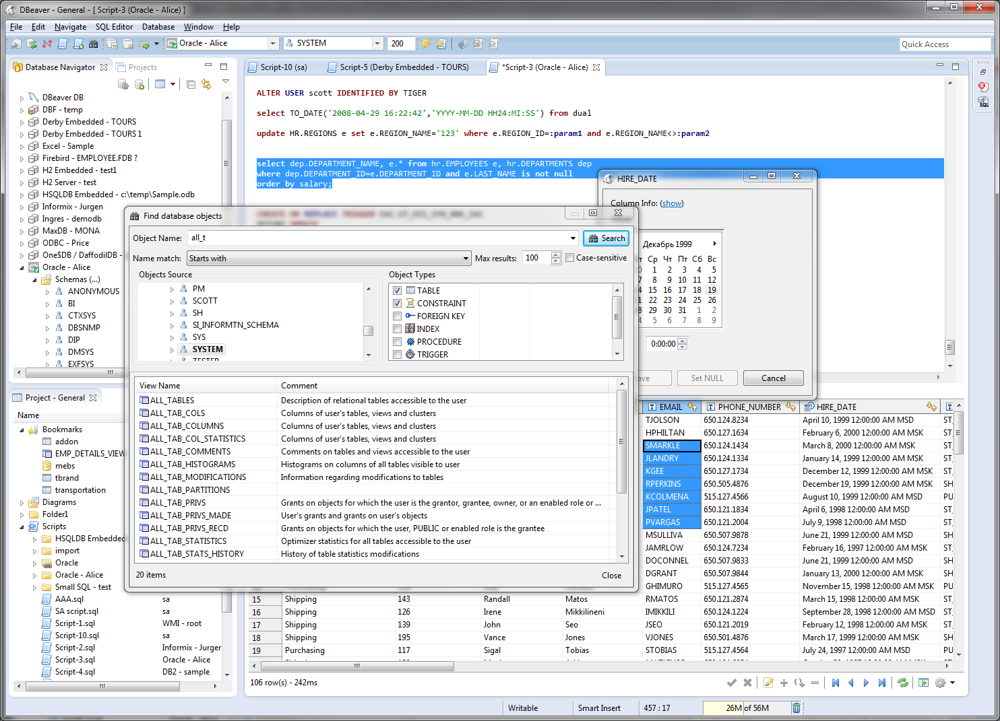 DBeaver - General - [ Script-3 (Oracle - Alice) ]
File Edit Navigate SQL Editor Database Window Help
Oracle - Alice SYSTEM 200 Quick Access
Database Navigator Projects
DBeaver DB
DBF - temp
Derby Embedded - TOURS
Derby Embedded - TOURS 1
Excel - Sample
Firebird - EMPLOYEE.FDB ?
H2 Embedded - test1
H2 Server - test
HSQLDB Embedded - c:\temp\Sample.odb
Informix - Jurgen
Ingres - demodb
MaxDB - MONA
ODBC - Price
One$DB / DaffodilDB -
Oracle - Alice
Schemas (...)
ANONYMOUS
BI
CTXSYS
DBSNMP
DIP
DMSYS
EXFSYS
Project - General
Name
Bookmarks
addon
EMP_DETAILS_VIEW
mebs
tbrand
transportation
Diagrams
Folder1
Scripts
HSQLDB Embedded
import
Oracle
Oracle - Alice
Small SQL - test
AAA.sql sa
SA script.sql sa
Script-1.sql WMI - root
Script-10.sql sa
Script-2.sql Informix - Jurger
Script-3.sql Oracle - Alice
Script-4.sql DB2 - sample
Script-10 (sa) Script-5 (Derby Embedded - TOURS) *Script-3 (Oracle - Alice)
ALTER USER scott IDENTIFIED BY TIGER
select TO_DATE('2008-04-29 16:22:42','YYYY-MM-DD HH24:MI:SS') from dual
update HR.REGIONS e set e.REGION_NAME='123' where e.REGION_ID=:param1 and e.REGION_NAME<>:param2
select dep.DEPARTMENT_NAME, e.* from hr.EMPLOYEES e, hr.DEPARTMENTS dep
where dep.DEPARTMENT_ID=e.DEPARTMENT_ID and e.LAST_NAME is not null
order by salary;
Find database objects
Object Name: all_t Search
Name match: Starts with Max results: 100 Case-sensitive
Objects Source
PM
SCOTT
SH
SI_INFORMTN_SCHEMA
SYS
SYSTEM
TESTER
Object Types
TABLE
CONSTRAINT
FOREIGN KEY
INDEX
PROCEDURE
TRIGGER
View Name Comment
ALL_TABLES Description of relational tables accessible to the user
ALL_TAB_COLS Columns of user's tables, views and clusters
ALL_TAB_COLUMNS Columns of user's tables, views and clusters
ALL_TAB_COL_STATISTICS Columns of user's tables, views and clusters
ALL_TAB_COMMENTS Comments on tables and views accessible to the user
ALL_TAB_HISTOGRAMS Histograms on columns of all tables visible to user
ALL_TAB_MODIFICATIONS Information regarding modifications to tables
ALL_TAB_PARTITIONS
ALL_TAB_PRIVS Grants on objects for which the user is the grantor, grantee, owner, or an enabled role or ...
ALL_TAB_PRIVS_MADE User's grants and grants on user's objects
ALL_TAB_PRIVS_RECD Grants on objects for which the user, PUBLIC or enabled role is the grantee
ALL_TAB_STATISTICS Optimizer statistics for all tables accessible to the user
ALL_TAB_STATS_HISTORY History of table statistics modifications
20 items Close
HIRE_DATE
Column Info: (show)
Декабрь 1999
т Ср Чт Пт Сб Вс
1 2 3 4 5
7 8 9 10 11 12
4 15 16 17 18 19
1 22 23 24 25 26
8 29 30 31 1 2
4 5 6 7 8 9
0:00:00
ave Set NULL Cancel
EMAIL PHONE_NUMBER HIRE_DATE
TJOLSON 650.124.8234 April 10, 1999 12:00:00 AM MSD ST_
HPHILTAN 650.127.1634 February 6, 2000 12:00:00 AM MSK SH
SMARKLE 650.124.1434 March 8, 2000 12:00:00 AM MSK ST_
JLANDRY 650.124.1334 January 14, 1999 12:00:00 AM MSK ST_
KGEE 650.127.1734 December 12, 1999 12:00:00 AM MSK ST_
RPERKINS 650.505.4876 December 19, 1999 12:00:00 AM MSK SH
KCOLMENA 515.127.4566 August 10, 1999 12:00:00 AM MSD PU
JPATEL 650.121.1834 April 6, 1998 12:00:00 AM MSD ST_
PVARGAS 650.121.2004 July 9, 1998 12:00:00 AM MSD ST_
MSULLIVA 650.507.9878 June 21, 1999 12:00:00 AM MSD SH
JAMRLOW 650.124.7234 February 16, 1997 12:00:00 AM MSK ST_
DOCONNEL 650.507.9833 June 21, 1999 12:00:00 AM MSD SH
DGRANT 650.507.9844 January 13, 2000 12:00:00 AM MSK SH
GHIMURO 515.127.4565 November 15, 1998 12:00:00 AM MSK PU
15 Shipping 143 Randall Matos RMATOS 650.121.2874 March 15, 1998 12:00:00 AM MSK ST_
16 Shipping 126 Irene Mikkilineni IMIKKILI 650.124.1224 September 28, 1998 12:00:00 AM MSD ST_
17 Shipping 139 John Seo JSEO 650.121.2019 February 12, 1998 12:00:00 AM MSK ST_
18 Shipping 195 Vance Jones VJONES 650.501.4876 March 17, 1999 12:00:00 AM MSK SH
19 Purchasing 117 Sigal Tobias STOBIAS 515.127.4564 July 24, 1997 12:00:00 AM MSD PU
106 row(s) - 242ms
Writable Smart Insert 457 : 17 26M of 56M